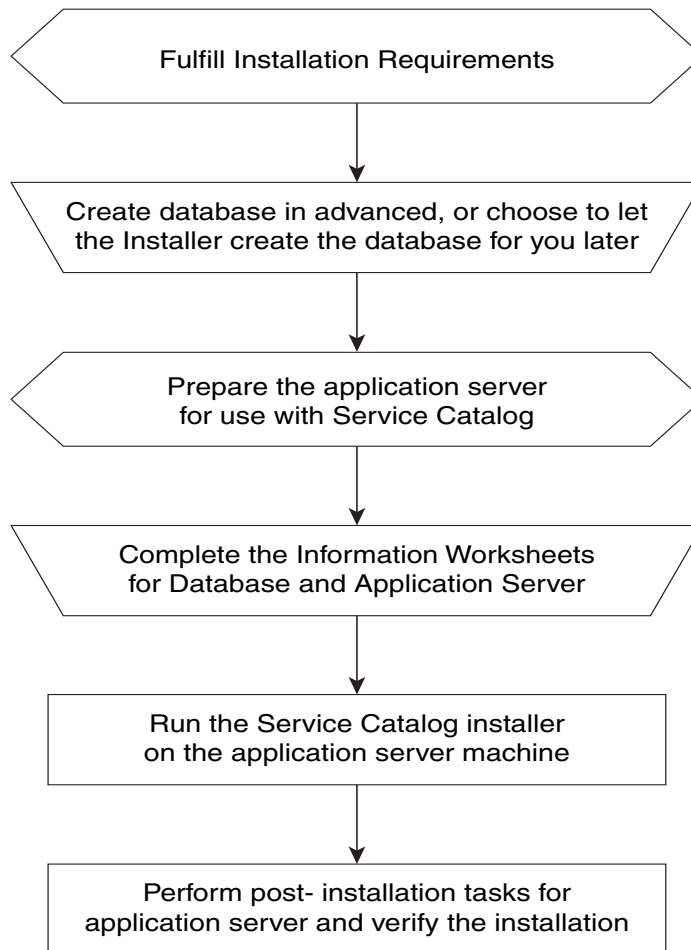 Fulfill Installation Requirements
Create database in advanced, or choose to let
the Installer create the database for you later
Prepare the application server
for use with Service Catalog
Complete the Information Worksheets
for Database and Application Server
Run the Service Catalog installer
on the application server machine
Perform post- installation tasks for
application server and verify the installation